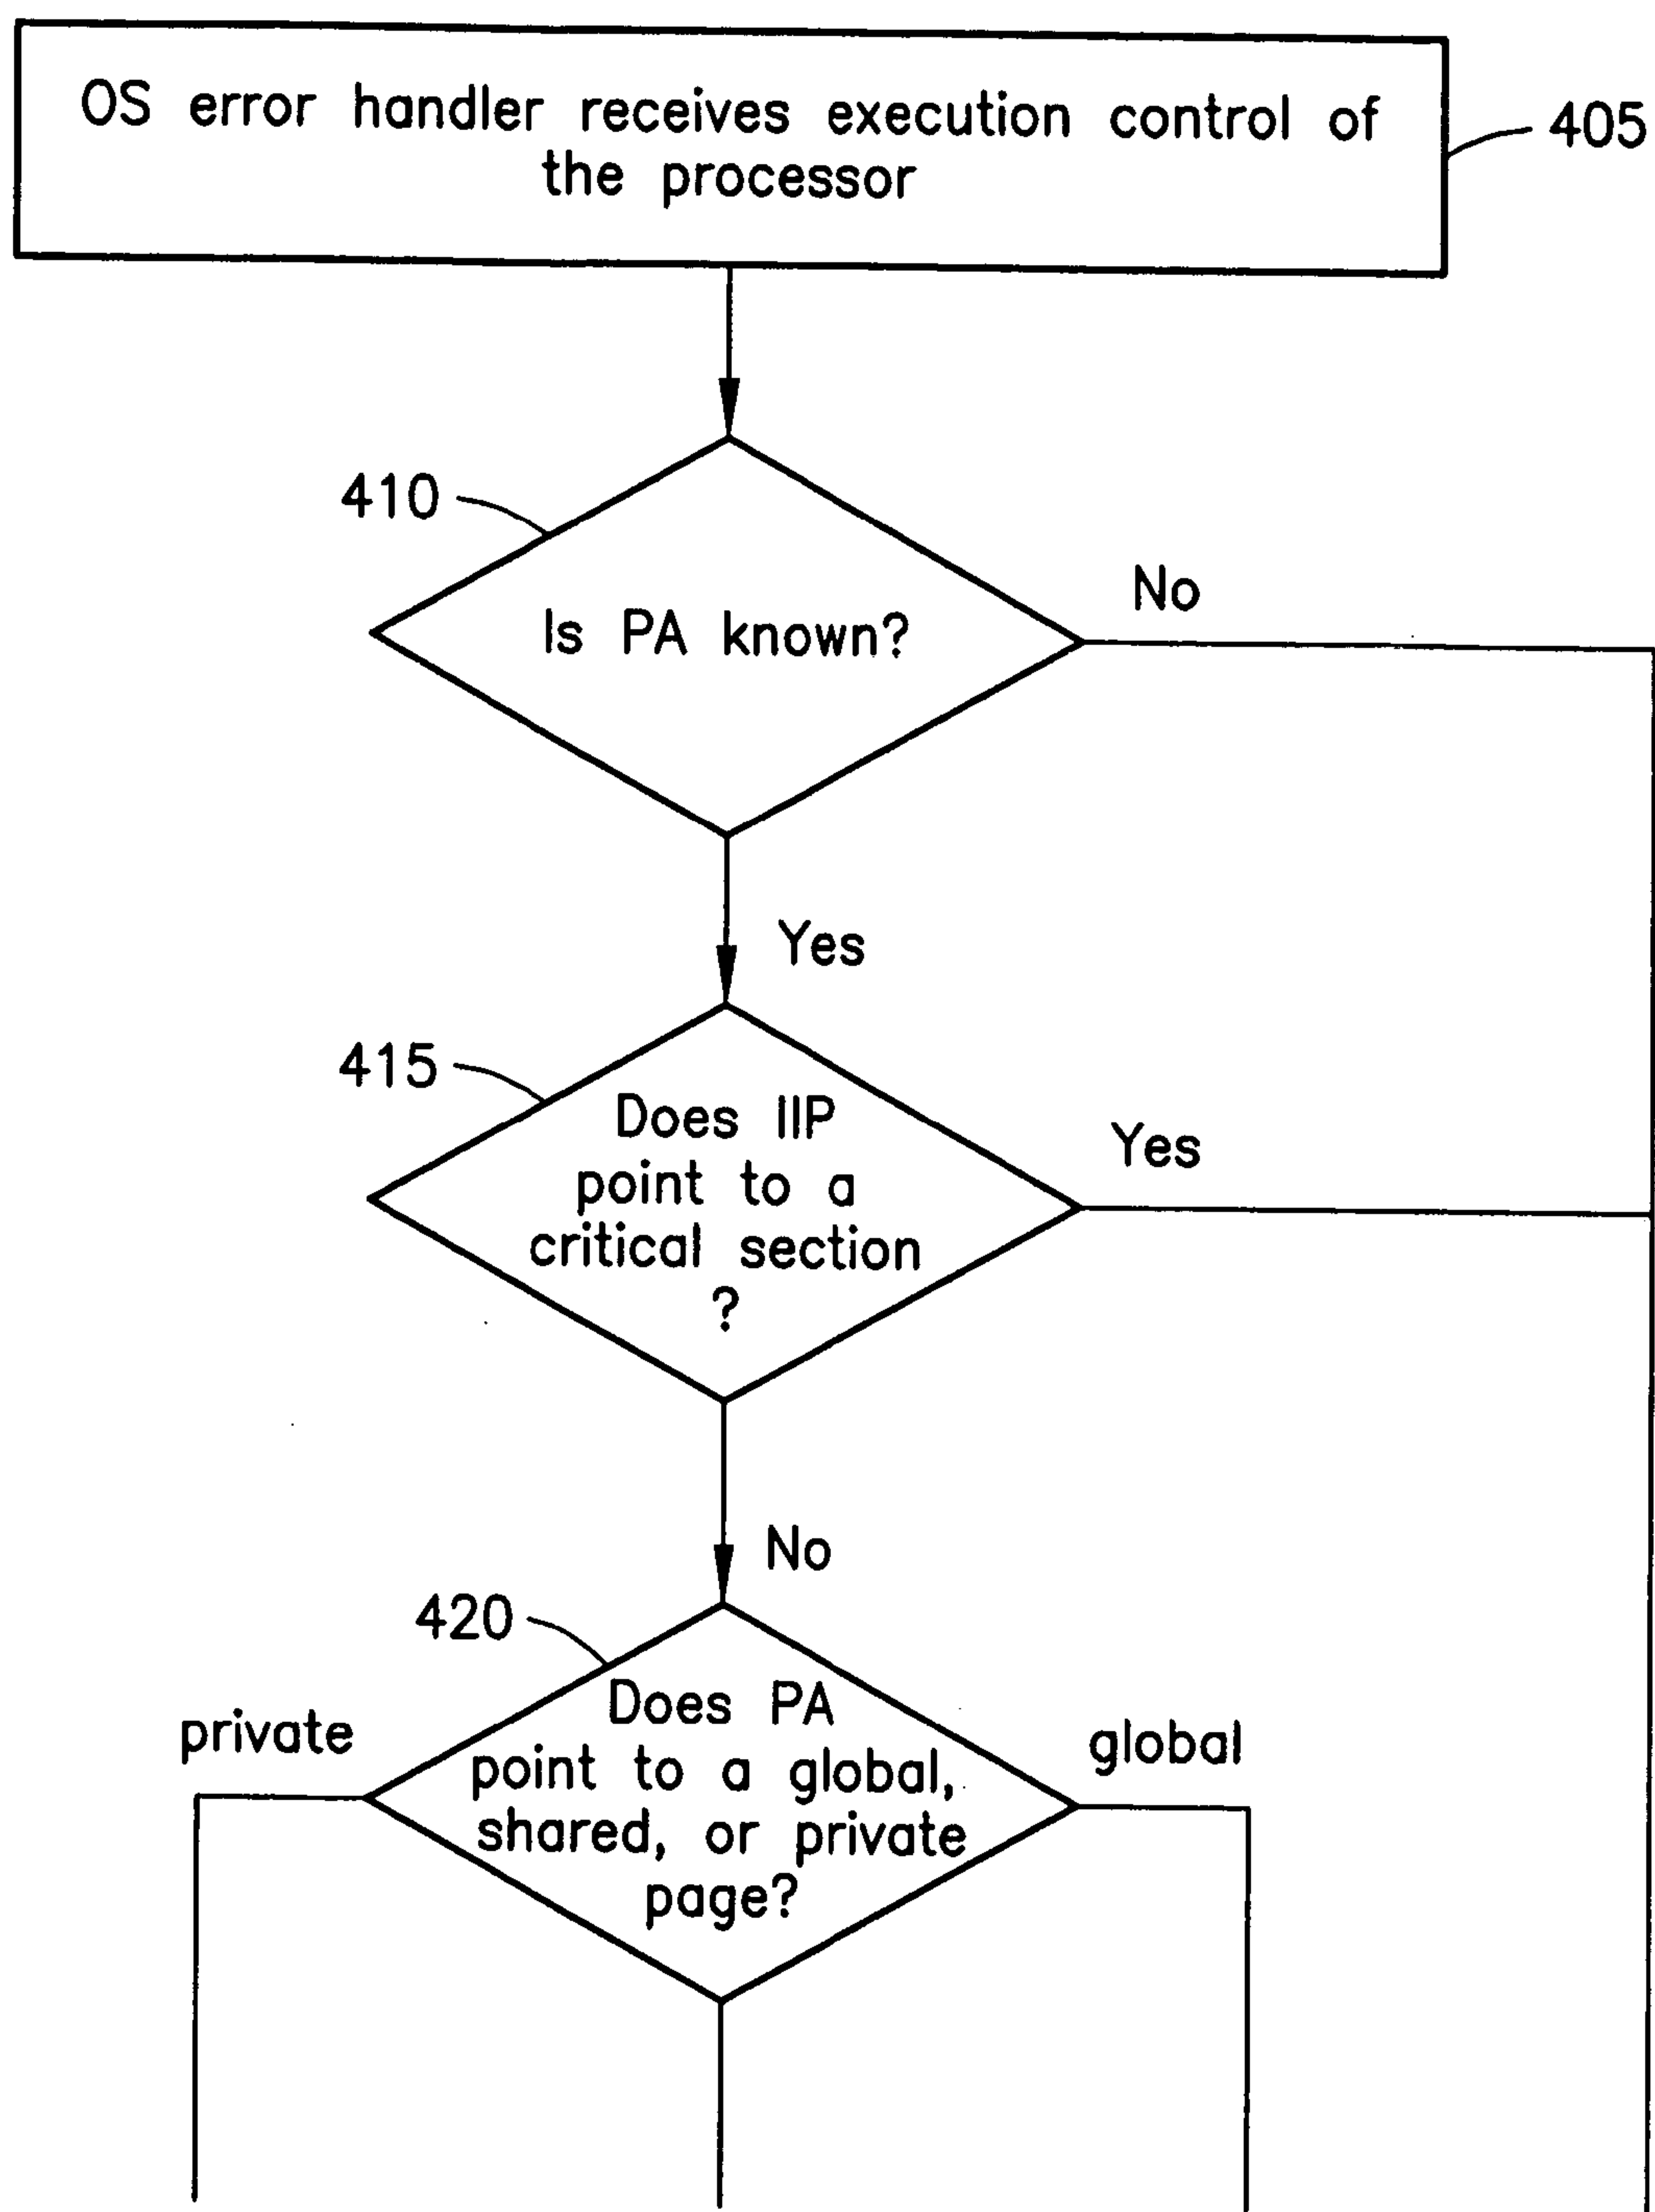 OS error handler receives execution control of
the processor
405
410
Is PA known?
No
Yes
415
Does IIP
point to a
critical section
?
Yes
No
420
Does PA
point to a global,
shared, or private
page?
private
global